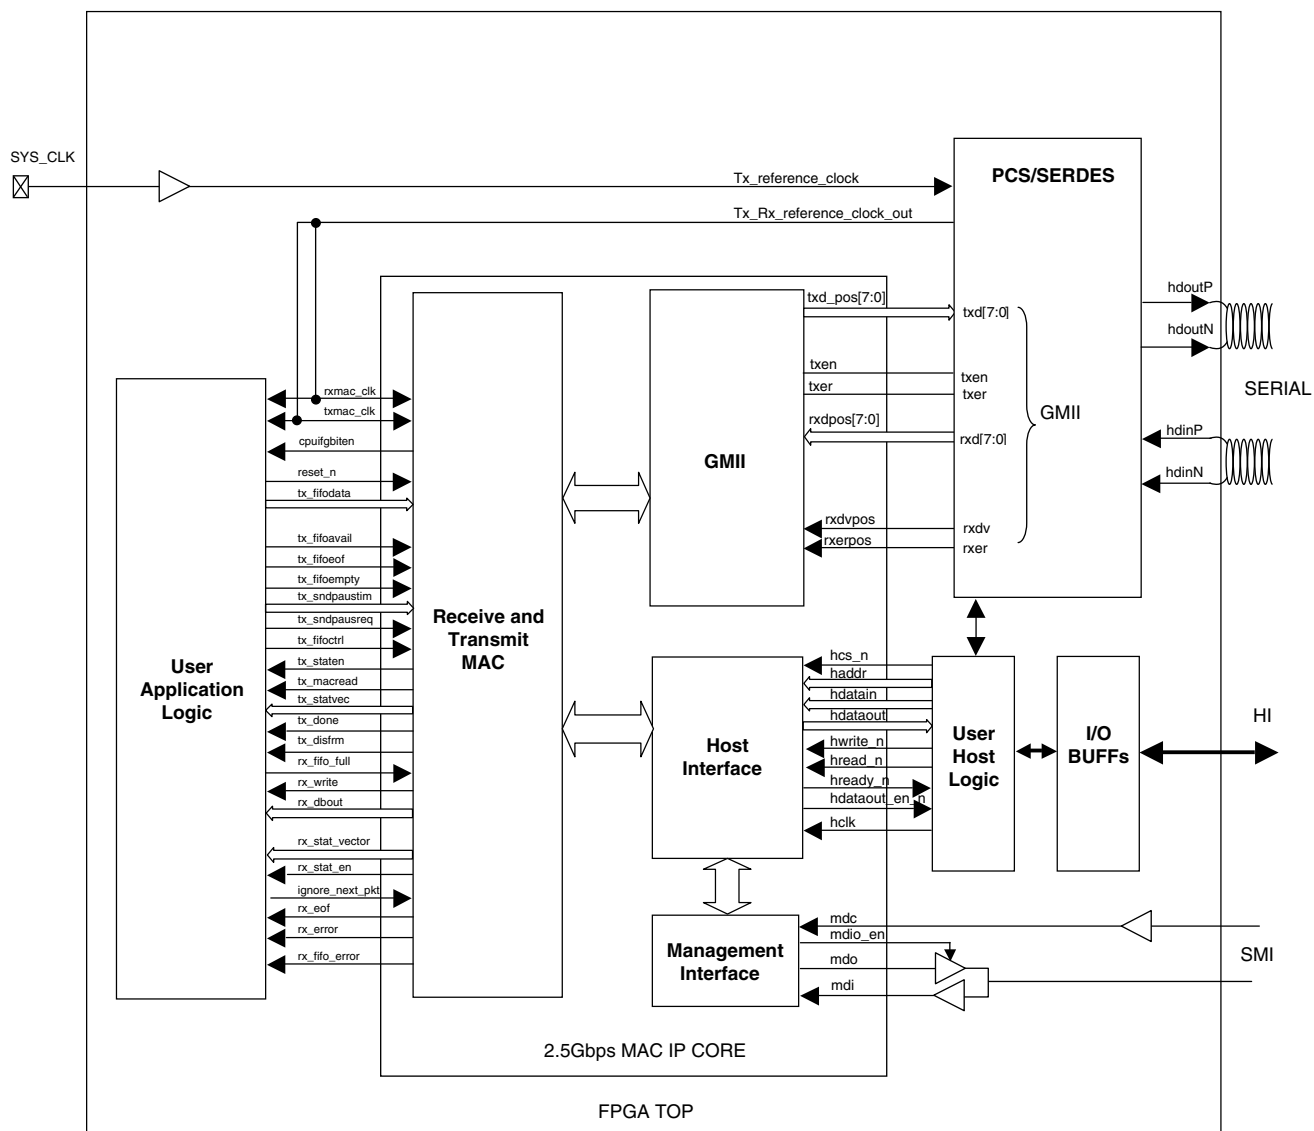 SYS_CLK
Tx_reference_clock
Tx_Rx_reference_clock_out
PCS/SERDES
txd[7:0]
txen
txer
rxd[7:0]
rxdv
rxer
GMII
hdoutP
hdoutN
SERIAL
hdinP
hdinN
txd_pos[7:0]
txen
txer
rxdpos[7:0]
rxdvpos
rxerpos
GMII
rxmac_clk
txmac_clk
cpuifgbiten
reset_n
tx_fifodata
tx_fifoavail
tx_fifoeof
tx_fifoempty
tx_sndpaustim
tx_sndpausreq
tx_fifoctrl
tx_staten
tx_macread
tx_statvec
tx_done
tx_disfrm
rx_fifo_full
rx_write
rx_dbout
rx_stat_vector
rx_stat_en
ignore_next_pkt
rx_eof
rx_error
rx_fifo_error
User
Application
Logic
Receive and
Transmit
MAC
Host
Interface
hcs_n
haddr
hdatain
hdataout
hwrite_n
hread_n
hready_n
hdataout_en_n
hclk
User
Host
Logic
I/O
BUFFs
HI
Management
Interface
mdc
mdio_en
mdo
mdi
SMI
2.5Gbps MAC IP CORE
FPGA TOP